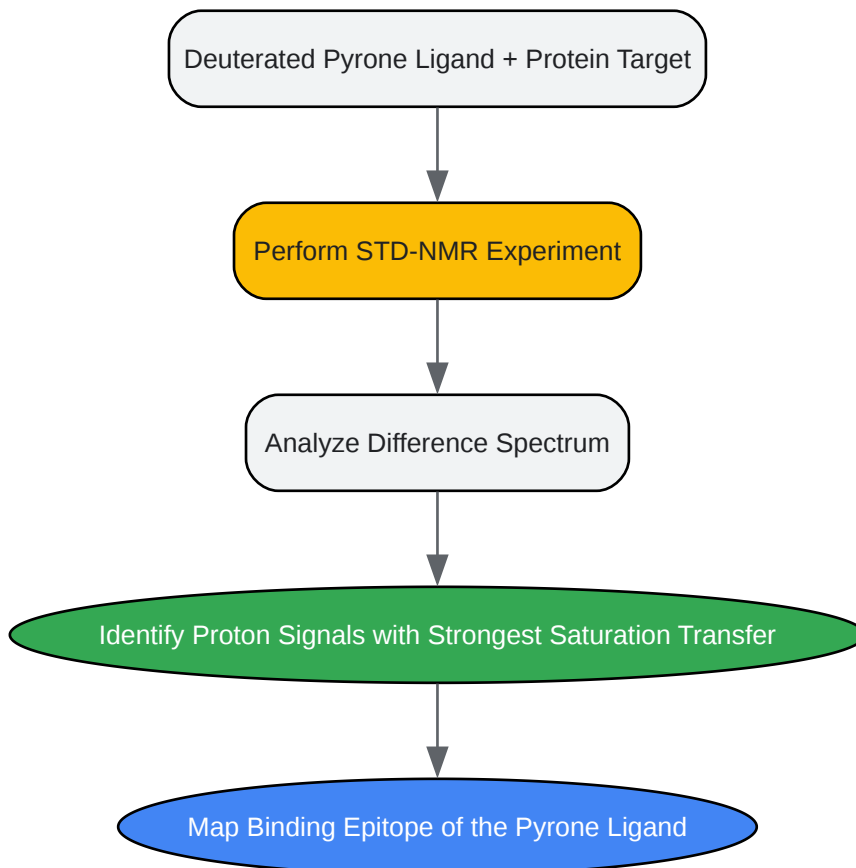 Deuterated Pyrone Ligand + Protein Target
Perform STD-NMR Experiment
Analyze Difference Spectrum
Identify Proton Signals with Strongest Saturation Transfer
Map Binding Epitope of the Pyrone Ligand